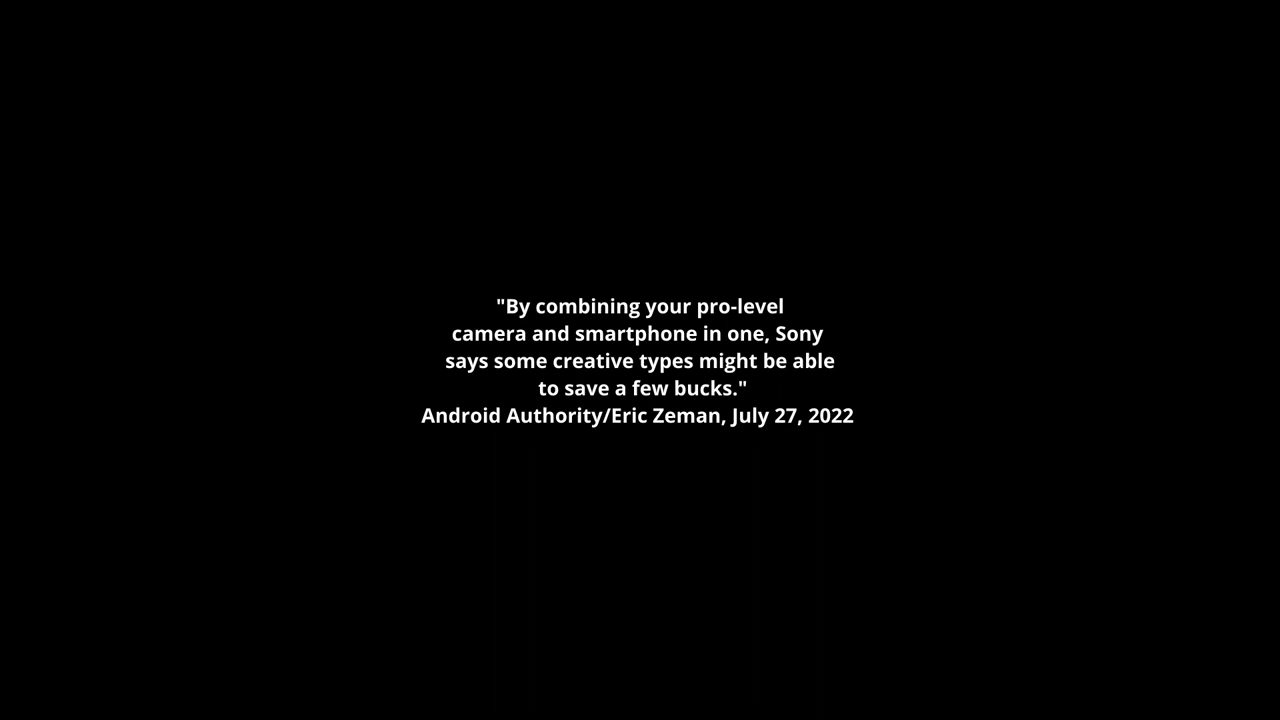 "By combining your pro-level
camera and smartphone in one, Sony
says some creative types might be able
to save a few bucks."
Android Authority/Eric Zeman, July 27, 2022